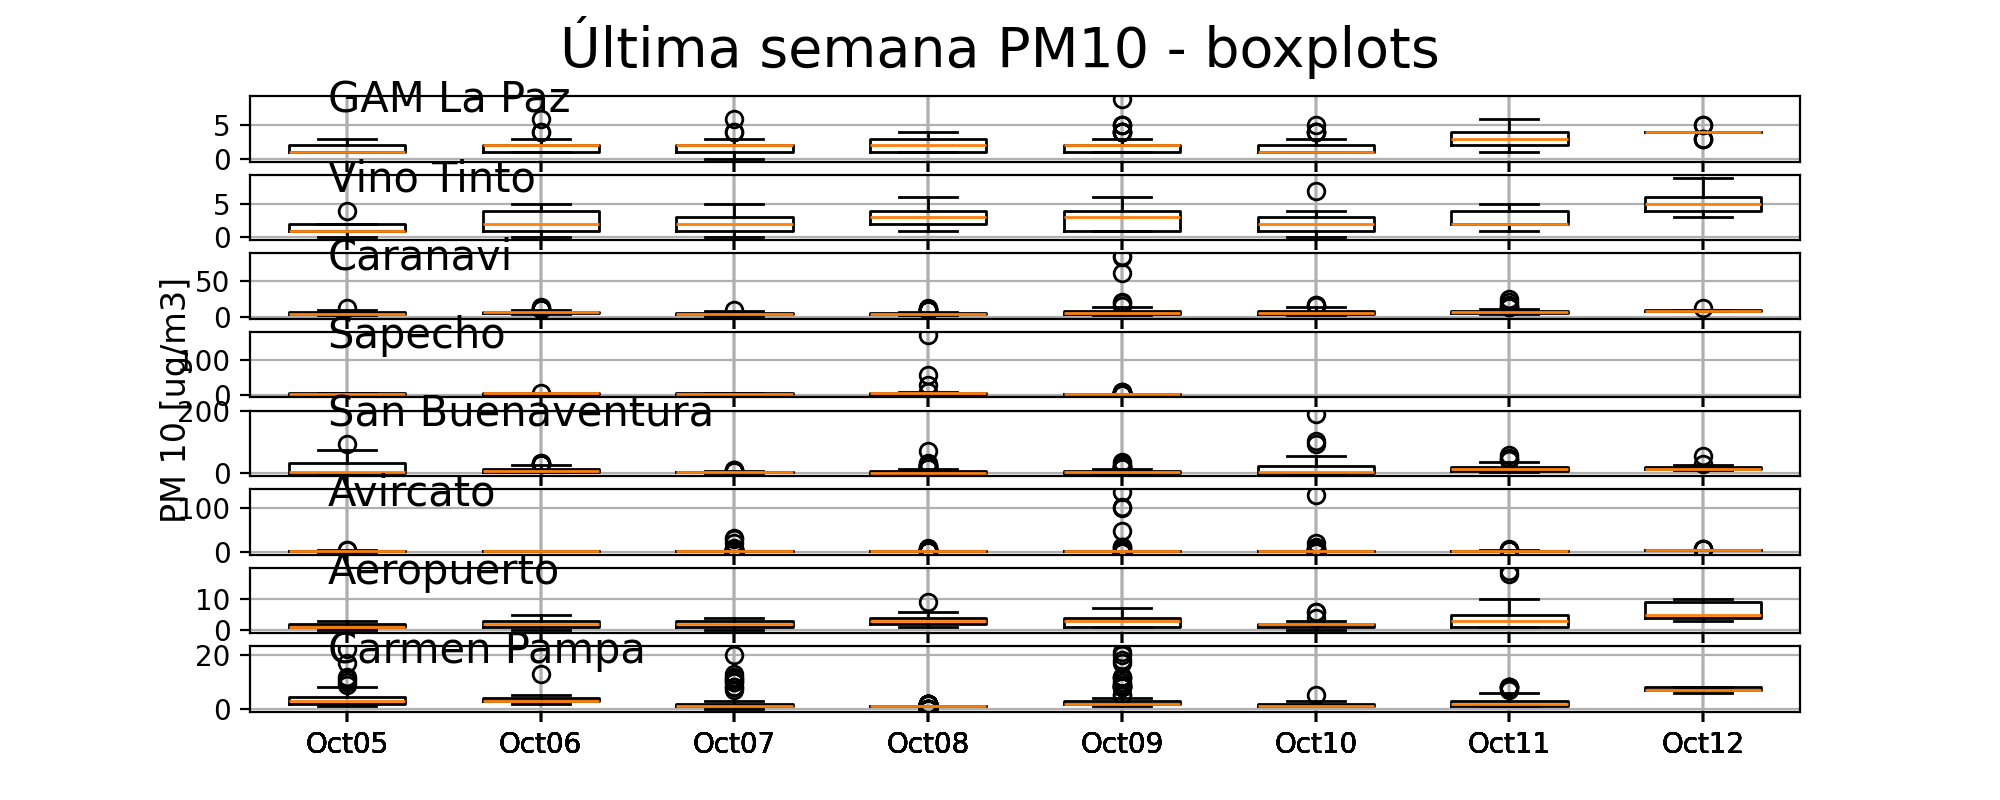 Última semana PM10 - boxplots
PM 10 [ug/m3]
GAM La Paz
5
0
Vino Tinto
5
0
Caranavi
50
0
Sapecho
100
0
San Buenaventura
200
0
Avircato
100
0
Aeropuerto
10
0
Carmen Pampa
20
0
Oct05 Oct06 Oct07 Oct08 Oct09 Oct10 Oct11 Oct12